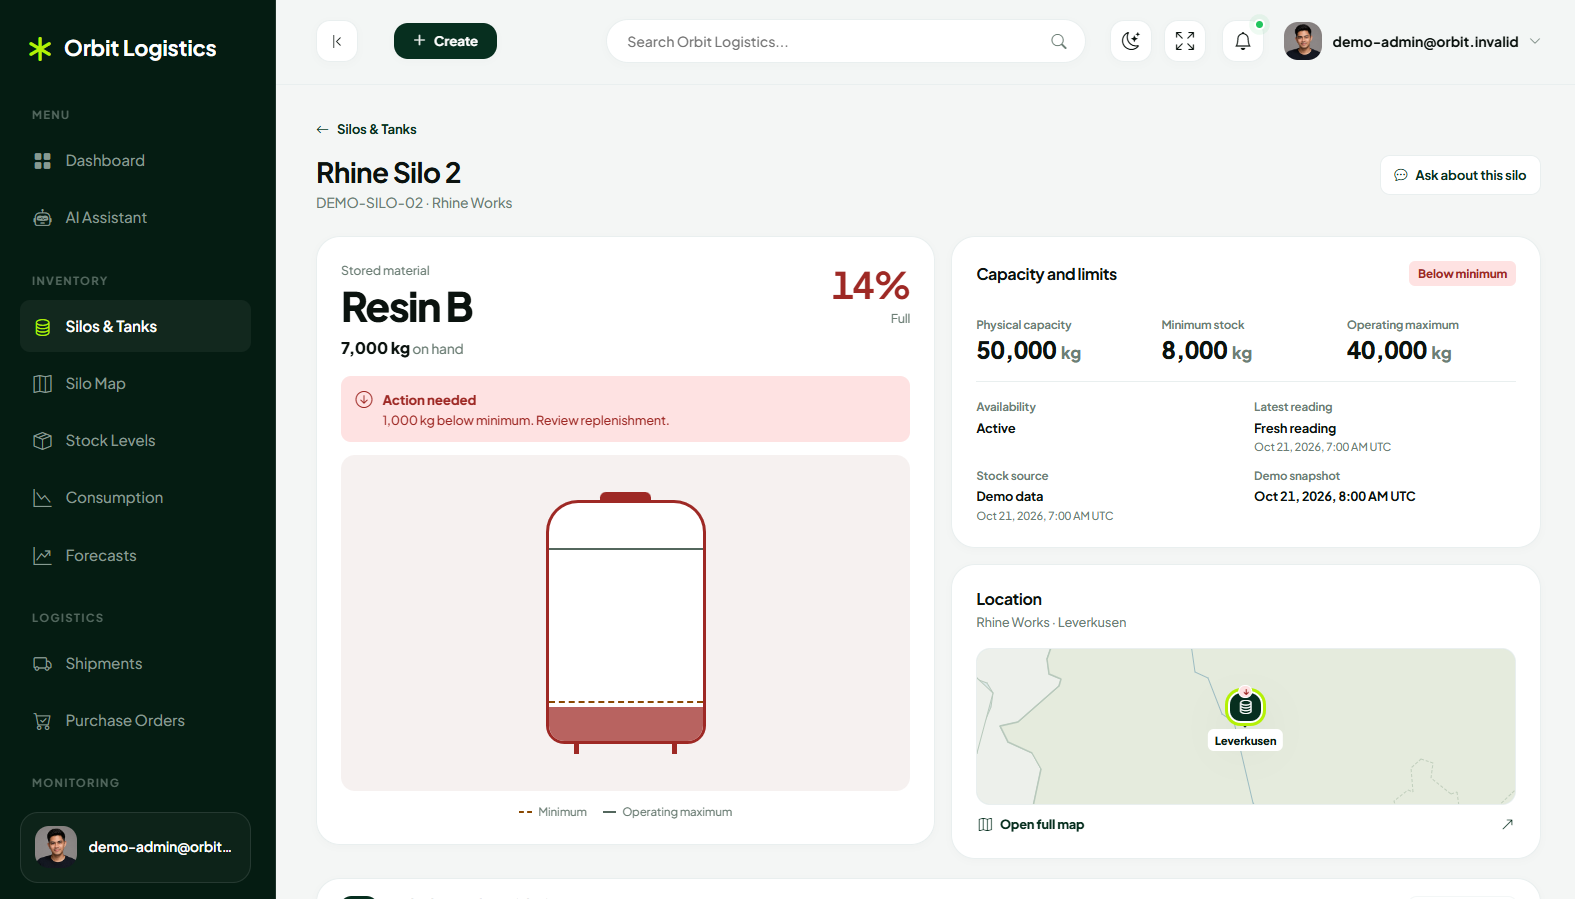 Orbit Logistics
Create
Search Orbit Logistics...
demo-admin@orbit.invalid
MENU
Dashboard
AI Assistant
INVENTORY
Silos & Tanks
Silo Map
Stock Levels
Consumption
Forecasts
LOGISTICS
Shipments
Purchase Orders
MONITORING
demo-admin@orbit...
Silos & Tanks
Rhine Silo 2
DEMO-SILO-02 · Rhine Works
Ask about this silo
Stored material
Resin B
7,000 kg on hand
14%
Full
Action needed
1,000 kg below minimum. Review replenishment.
Minimum
Operating maximum
Capacity and limits
Below minimum
Physical capacity
50,000 kg
Minimum stock
8,000 kg
Operating maximum
40,000 kg
Availability
Active
Latest reading
Fresh reading
Oct 21, 2026, 7:00 AM UTC
Stock source
Demo data
Oct 21, 2026, 7:00 AM UTC
Demo snapshot
Oct 21, 2026, 8:00 AM UTC
Location
Rhine Works · Leverkusen
Leverkusen
Open full map